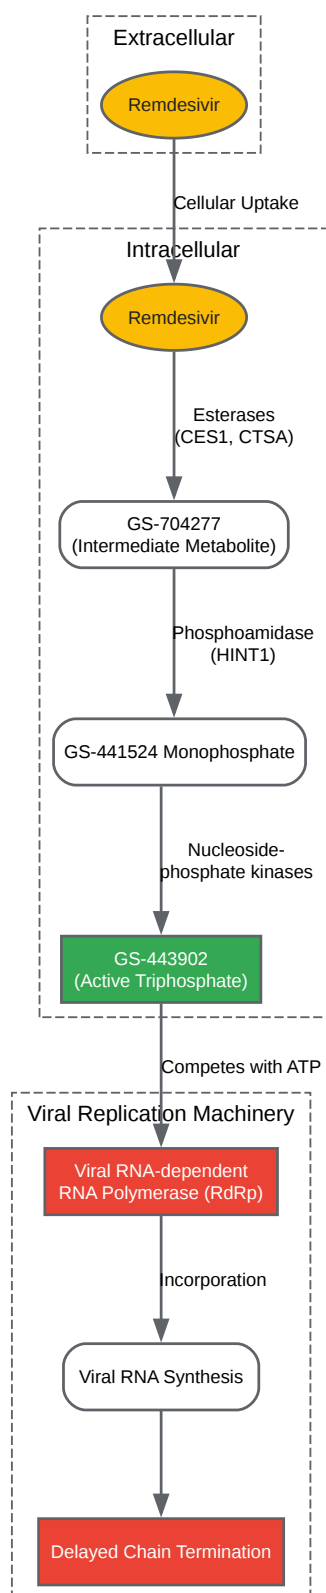 Extracellular
Remdesivir
Cellular Uptake
Intracellular
Remdesivir
Esterases
(CES1, CTSA)
GS-704277
(Intermediate Metabolite)
Phosphoamidase
(HINT1)
GS-441524 Monophosphate
Nucleoside-
phosphate kinases
GS-443902
(Active Triphosphate)
Competes with ATP
Viral Replication Machinery
Viral RNA-dependent
RNA Polymerase (RdRp)
Incorporation
Viral RNA Synthesis
Delayed Chain Termination